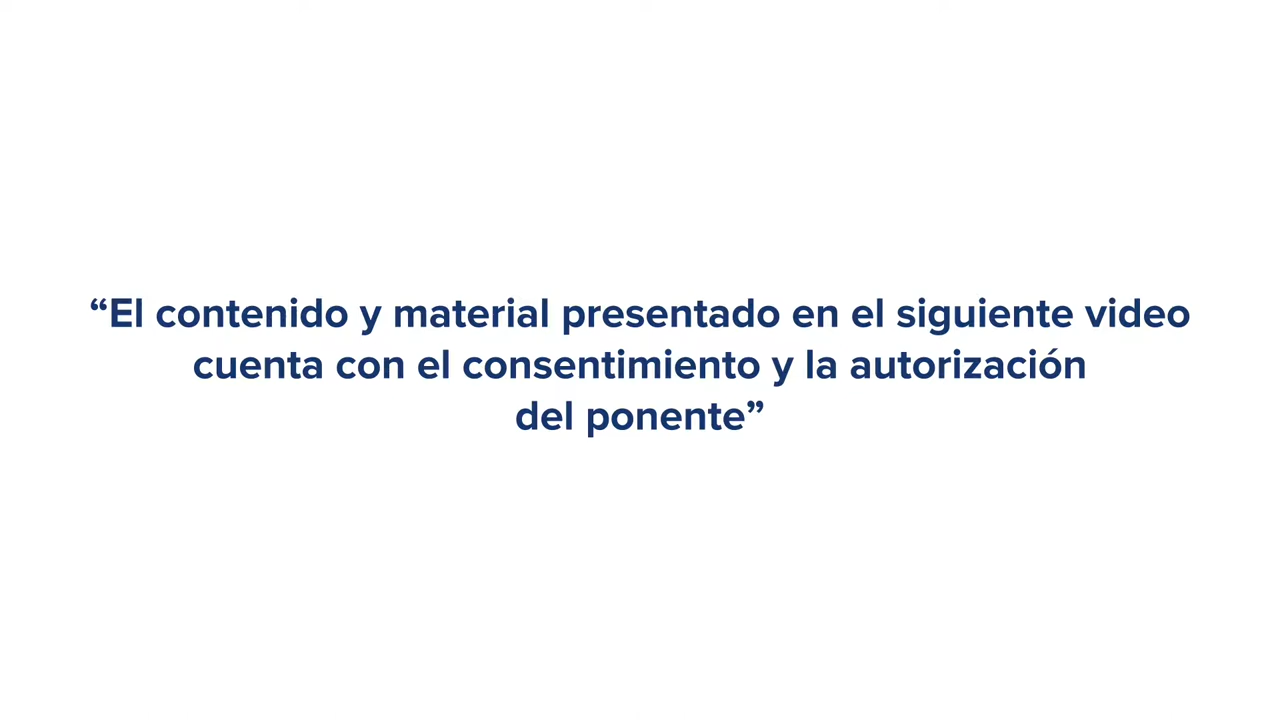 “El contenido y material presentado en el siguiente video
cuenta con el consentimiento y la autorización
del ponente”